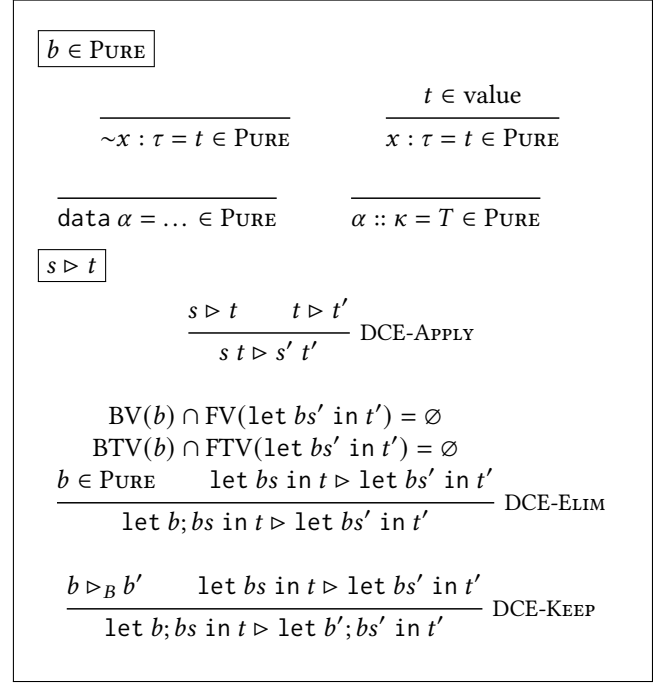 b ∈ Pure
t ∈ value
~x : τ = t ∈ Pure
x : τ = t ∈ Pure
data α = … ∈ Pure
α :: κ = T ∈ Pure
s ▹ t
s ▹ t t ▹ t′
s t ▹ s′ t′
DCE-Apply
BV(b) ∩ FV(let bs′ in t′) = ∅
BTV(b) ∩ FTV(let bs′ in t′) = ∅
b ∈ Pure let bs in t ▹ let bs′ in t′
let b; bs in t ▹ let bs′ in t′
DCE-Elim
b ▹B b′ let bs in t ▹ let bs′ in t′
let b; bs in t ▹ let b′; bs′ in t′
DCE-Keep